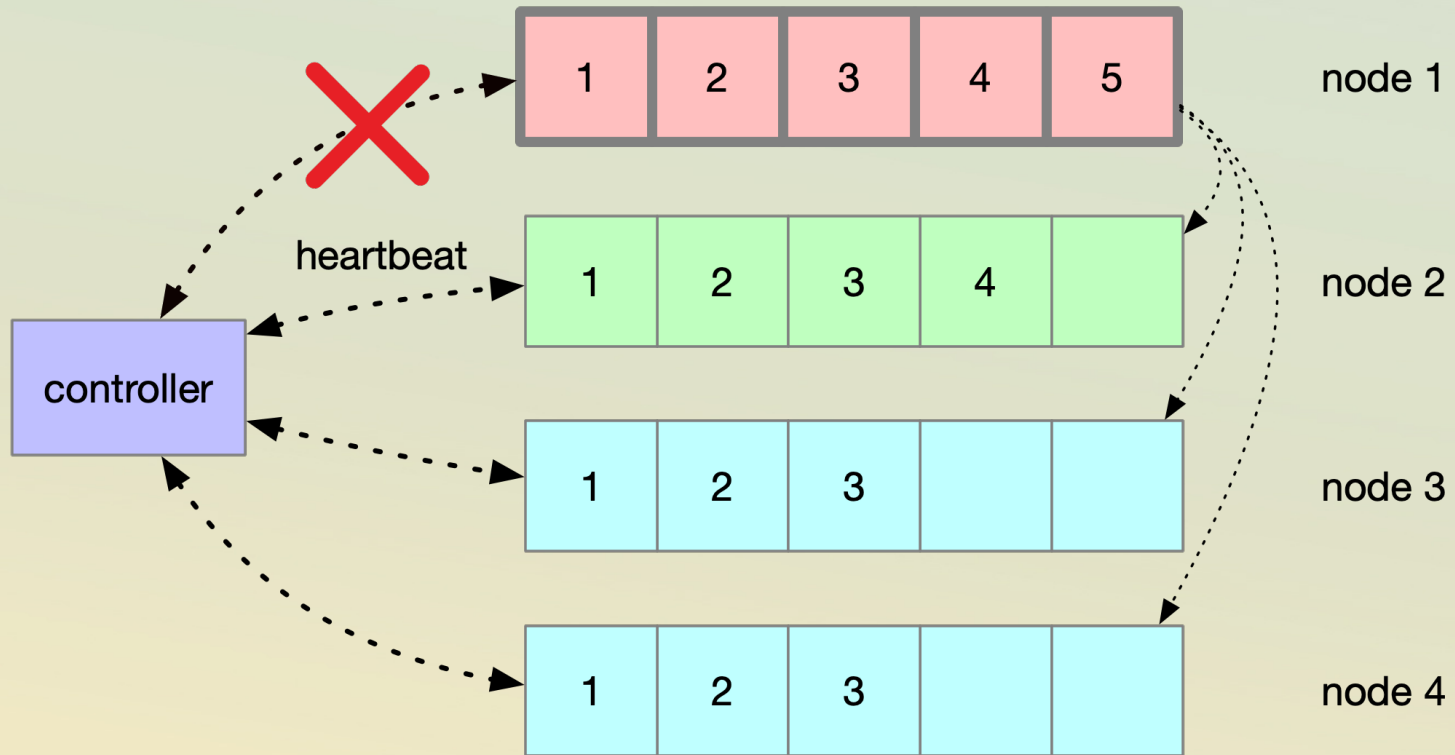 1 2 3 4 5 node 1
heartbeat
1 2 3 4 node 2
controller
1 2 3 node 3
1 2 3 node 4